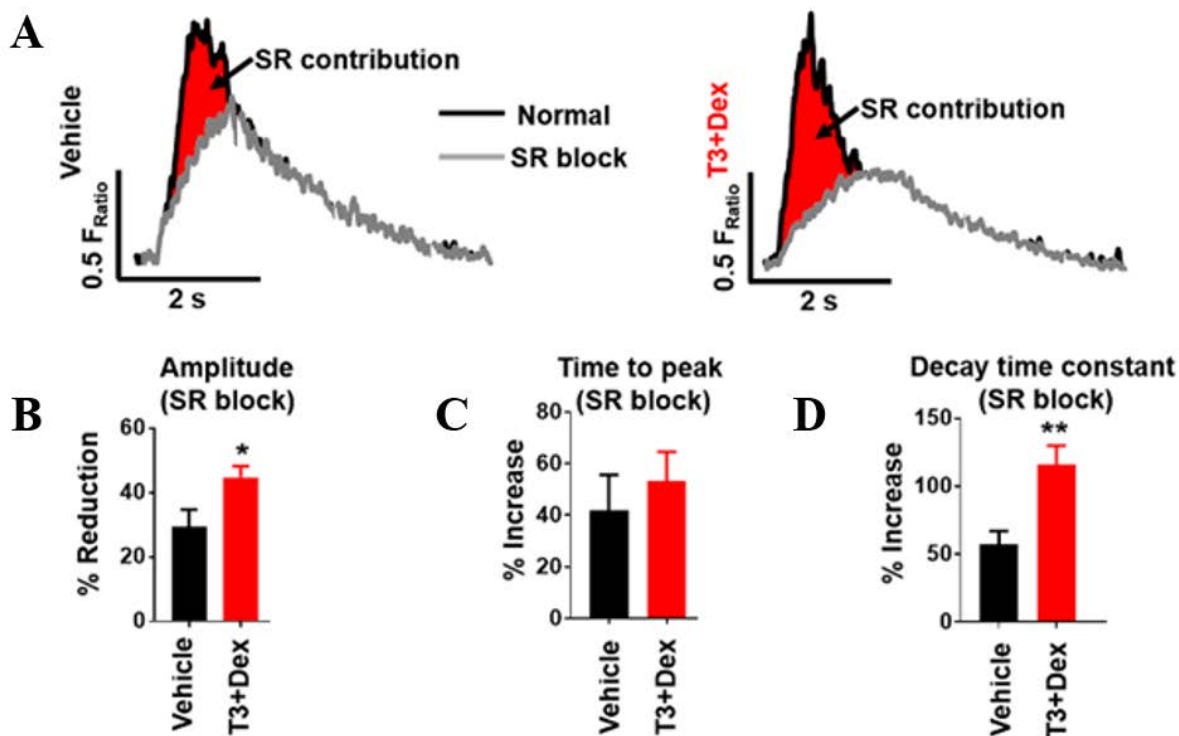 A
Vehicle
0.5 F_Ratio
2 s
SR contribution
Normal
SR block
T3+Dex
0.5 F_Ratio
2 s
SR contribution
B
Amplitude
(SR block)
% Reduction
60
40
20
0
*
Vehicle
T3+Dex
C
Time to peak
(SR block)
% Increase
80
60
40
20
0
Vehicle
T3+Dex
D
Decay time constant
(SR block)
% Increase
150
100
50
0
**
Vehicle
T3+Dex